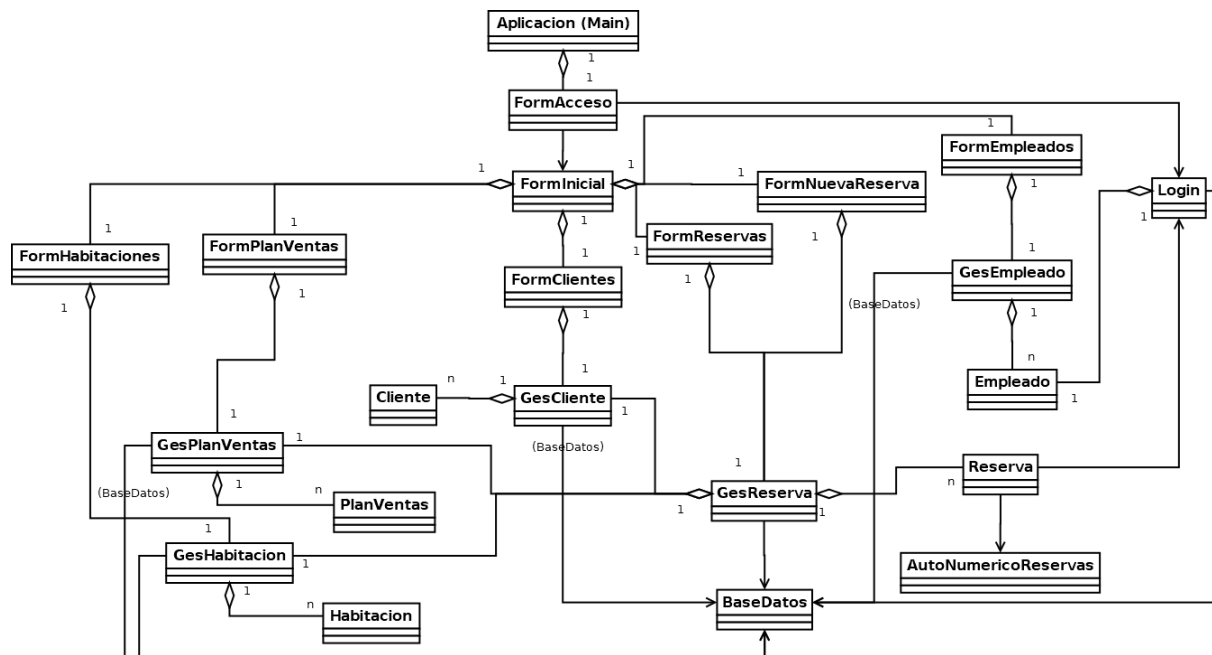 Aplicacion (Main)
1
1
FormAcceso
1
FormEmpleados
1
1
1
FormInicial
FormNuevaReserva
Login
1
1
1
1
1
FormHabitaciones
FormPlanVentas
FormReservas
1
1
1
1
1
1
FormClientes
GesEmpleado
1
1
(BaseDatos)
1
1
n
1
1
n
Cliente
GesCliente
Empleado
1
1
1
1
GesPlanVentas
(BaseDatos)
1
Reserva
1
n
n
(BaseDatos)
PlanVentas
GesReserva
1
1
1
GesHabitacion
1
AutoNumericoReservas
1
n
Habitacion
BaseDatos